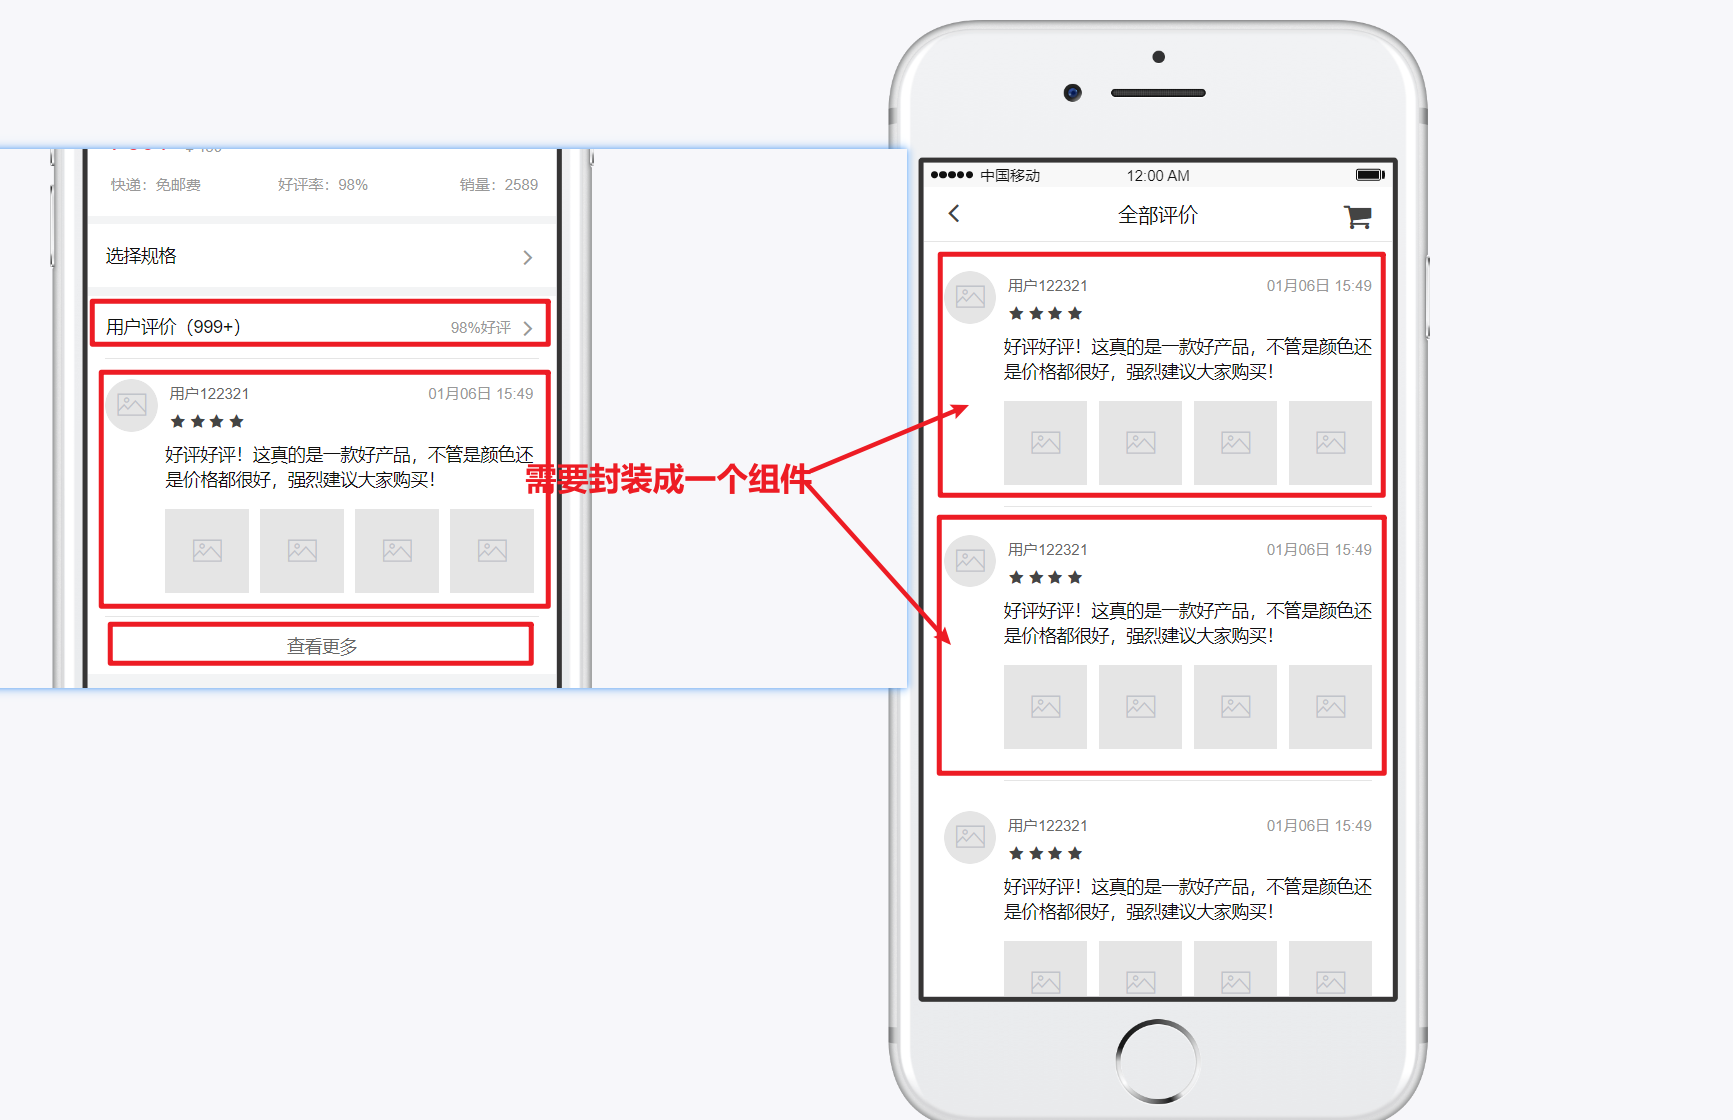 快递：免邮费 好评率：98% 销量：2589
选择规格
用户评价（999+） 98%好评
用户122321 01月06日 15:49
好评好评！这真的是一款好产品，不管是颜色还
是价格都很好，强烈建议大家购买！
查看更多
需要封装成一个组件
中国移动 12:00 AM
全部评价
用户122321 01月06日 15:49
好评好评！这真的是一款好产品，不管是颜色还
是价格都很好，强烈建议大家购买！
用户122321 01月06日 15:49
好评好评！这真的是一款好产品，不管是颜色还
是价格都很好，强烈建议大家购买！
用户122321 01月06日 15:49
好评好评！这真的是一款好产品，不管是颜色还
是价格都很好，强烈建议大家购买！